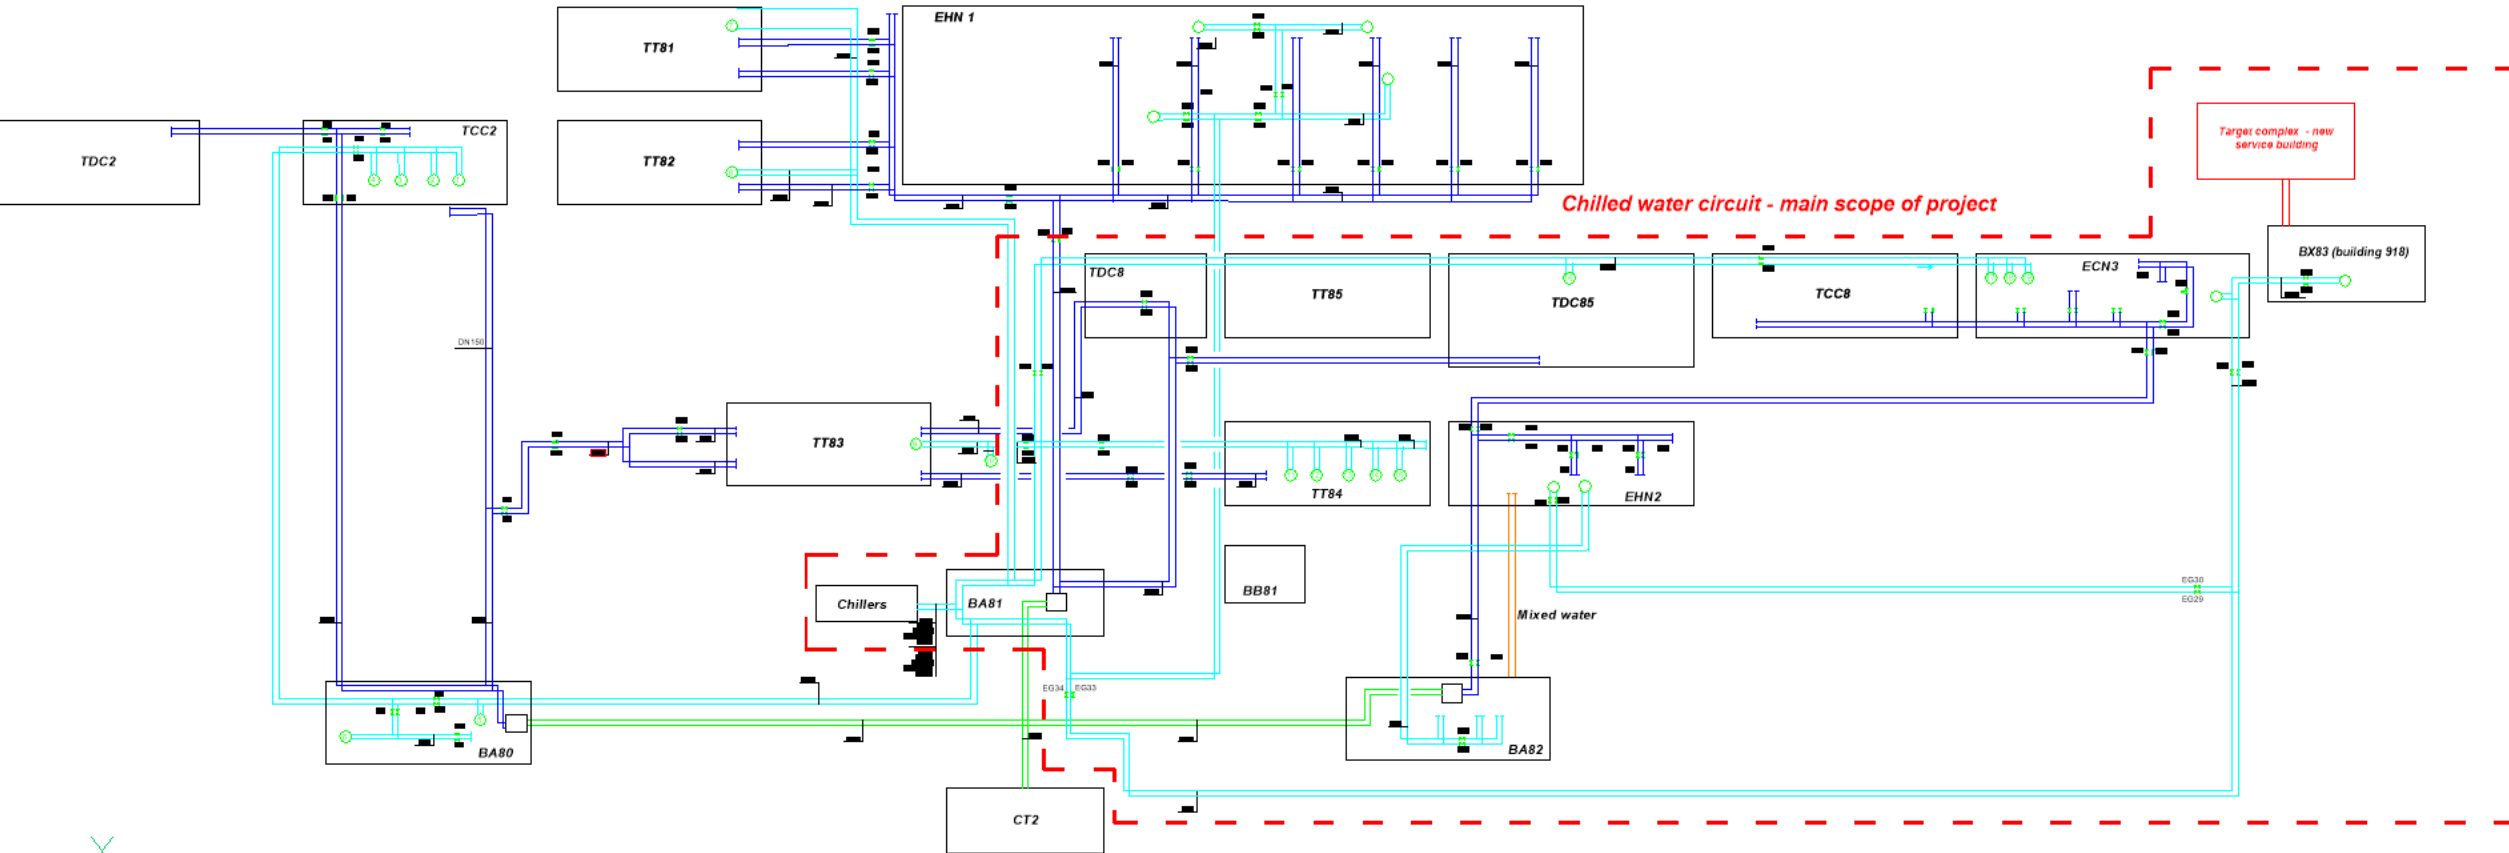 EHN 1
TT81
TCC2
TDC2
TT82
Target complex - new
service building
Chilled water circuit - main scope of project
BX83 (building 918)
TDC8
TT85
TDC85
TCC8
ECN3
DN150
TT83
TT84
EHN2
Chillers
BA81
BB81
Mixed water
EG30
EG29
EG34
EG33
BA80
BA82
CT2